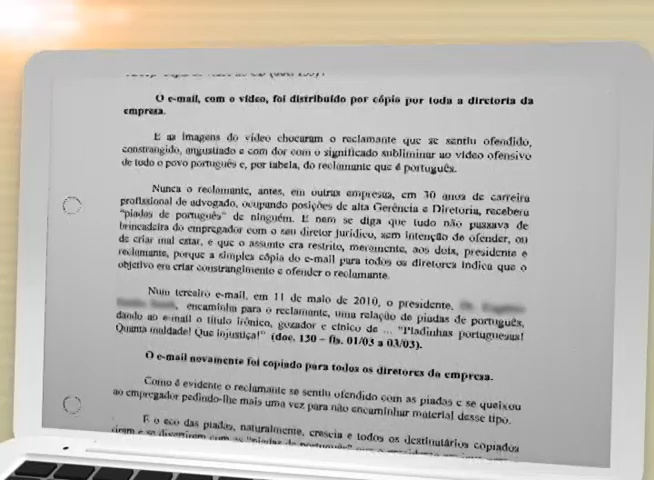 O e-mail, com o vídeo, foi distribuído por cópia por toda a diretoria da
empresa.
E as imagens do vídeo chocaram o reclamante que se sentiu ofendido,
constrangido, angustiado e com dor com o significado subliminar ao vídeo ofensivo
de todo o povo português e, por tabela, do reclamante que é português.
Nunca o reclamante, antes, em outras empresas, em 30 anos de carreira
profissional de advogado, ocupando posições de alta Gerência e Diretoria, recebera
"piadas de português" de ninguém. E nem se diga que tudo não passava de
brincadeira do empregador com o seu diretor jurídico, sem intenção de ofender, ou
de criar mal estar, e que o assunto era restrito, meramente, aos dois, presidente e
reclamante, porque a simples cópia do e-mail para todos os diretores indica que o
objetivo era criar constrangimento e ofender o reclamante.
Num terceiro e-mail, em 11 de maio de 2010, o presidente,
encaminha para o reclamante, uma relação de piadas de português,
dando ao e-mail o título irônico, gozador e cínico de ... "Piadinhas portuguesas!
Quanta maldade! Que injustiça!" (doc. 130 – fls. 01/03 a 03/03).
O e-mail novamente foi copiado para todos os diretores da empresa.
Como é evidente o reclamante se sentiu ofendido com as piadas e se queixou
ao empregador pedindo-lhe mais uma vez para não encaminhar material desse tipo.
E o eco das piadas, naturalmente, crescia e todos os destinatários copiados